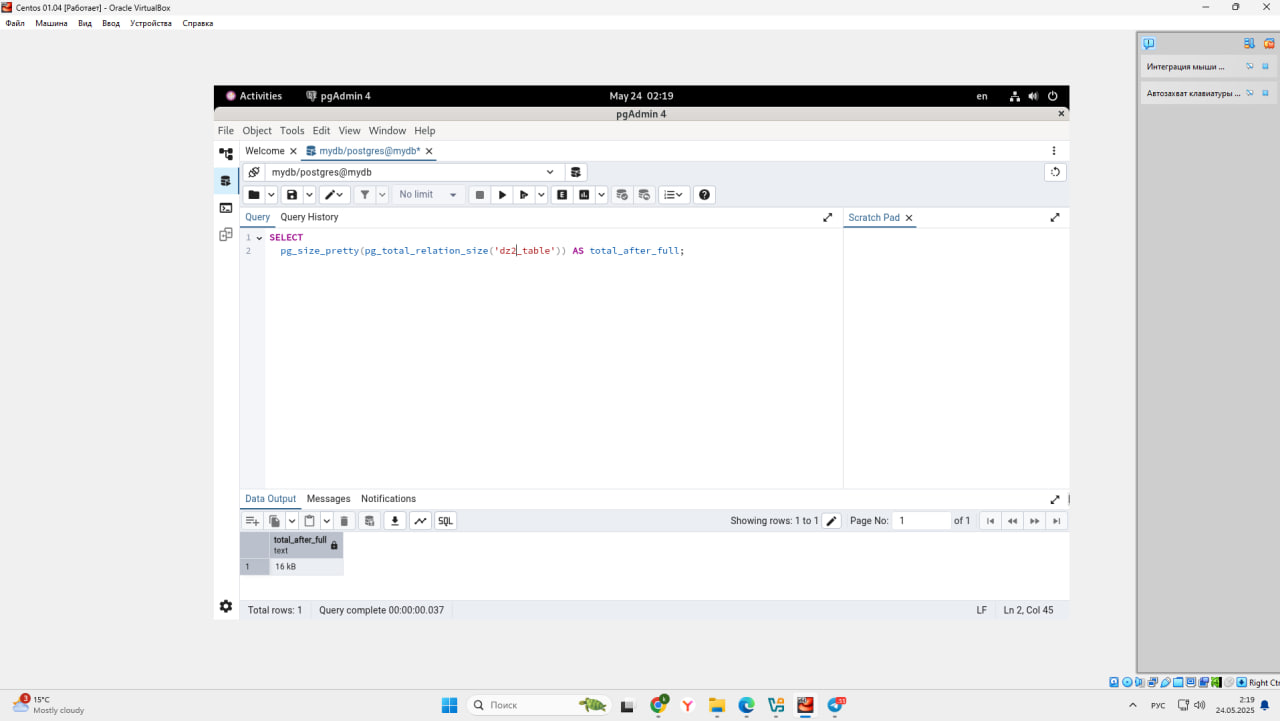 Centos 01.04 [Работает] - Oracle VirtualBox
Файл Машина Вид Ввод Устройства Справка
Интеграция мыши ...
Автозахват клавиатуры ...
Activities pgAdmin 4 May 24 02:19 en
pgAdmin 4
File Object Tools Edit View Window Help
Welcome mydb/postgres@mydb*
mydb/postgres@mydb
No limit
E
Query Query History Scratch Pad
1 SELECT
2 pg_size_pretty(pg_total_relation_size('dz2_table')) AS total_after_full;
Data Output Messages Notifications
SQL Showing rows: 1 to 1 Page No: 1 of 1
total_after_full
text
1 16 kB
Total rows: 1 Query complete 00:00:00.037 LF Ln 2, Col 45
Right Ctrl
3 15°C
Mostly cloudy
Поиск
РУС 2:19
24.05.2025